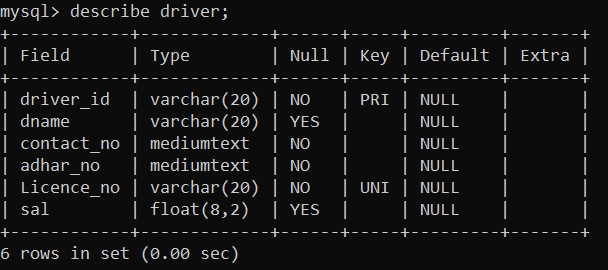 mysql> describe driver;
+------------+-------------+------+-----+---------+-------+
| Field      | Type        | Null | Key | Default | Extra |
+------------+-------------+------+-----+---------+-------+
| driver_id  | varchar(20) | NO   | PRI | NULL    |       |
| dname      | varchar(20) | YES  |     | NULL    |       |
| contact_no | mediumtext  | NO   |     | NULL    |       |
| adhar_no   | mediumtext  | NO   |     | NULL    |       |
| Licence_no | varchar(20) | NO   | UNI | NULL    |       |
| sal        | float(8,2)  | YES  |     | NULL    |       |
+------------+-------------+------+-----+---------+-------+
6 rows in set (0.00 sec)